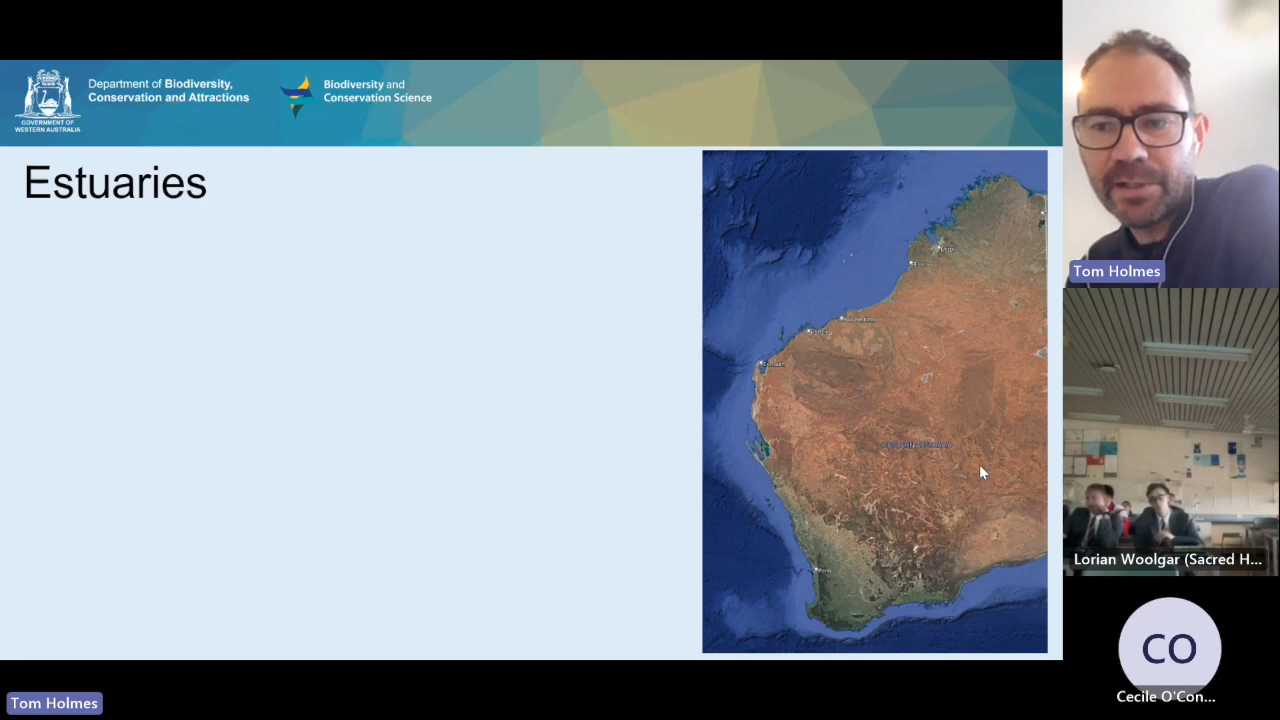 GOVERNMENT OF
WESTERN AUSTRALIA
Department of Biodiversity,
Conservation and Attractions
Biodiversity and
Conservation Science
Estuaries
Perth
Tom Holmes
Lorian Woolgar (Sacred H...
CO
Cecile O'Con...
Tom Holmes